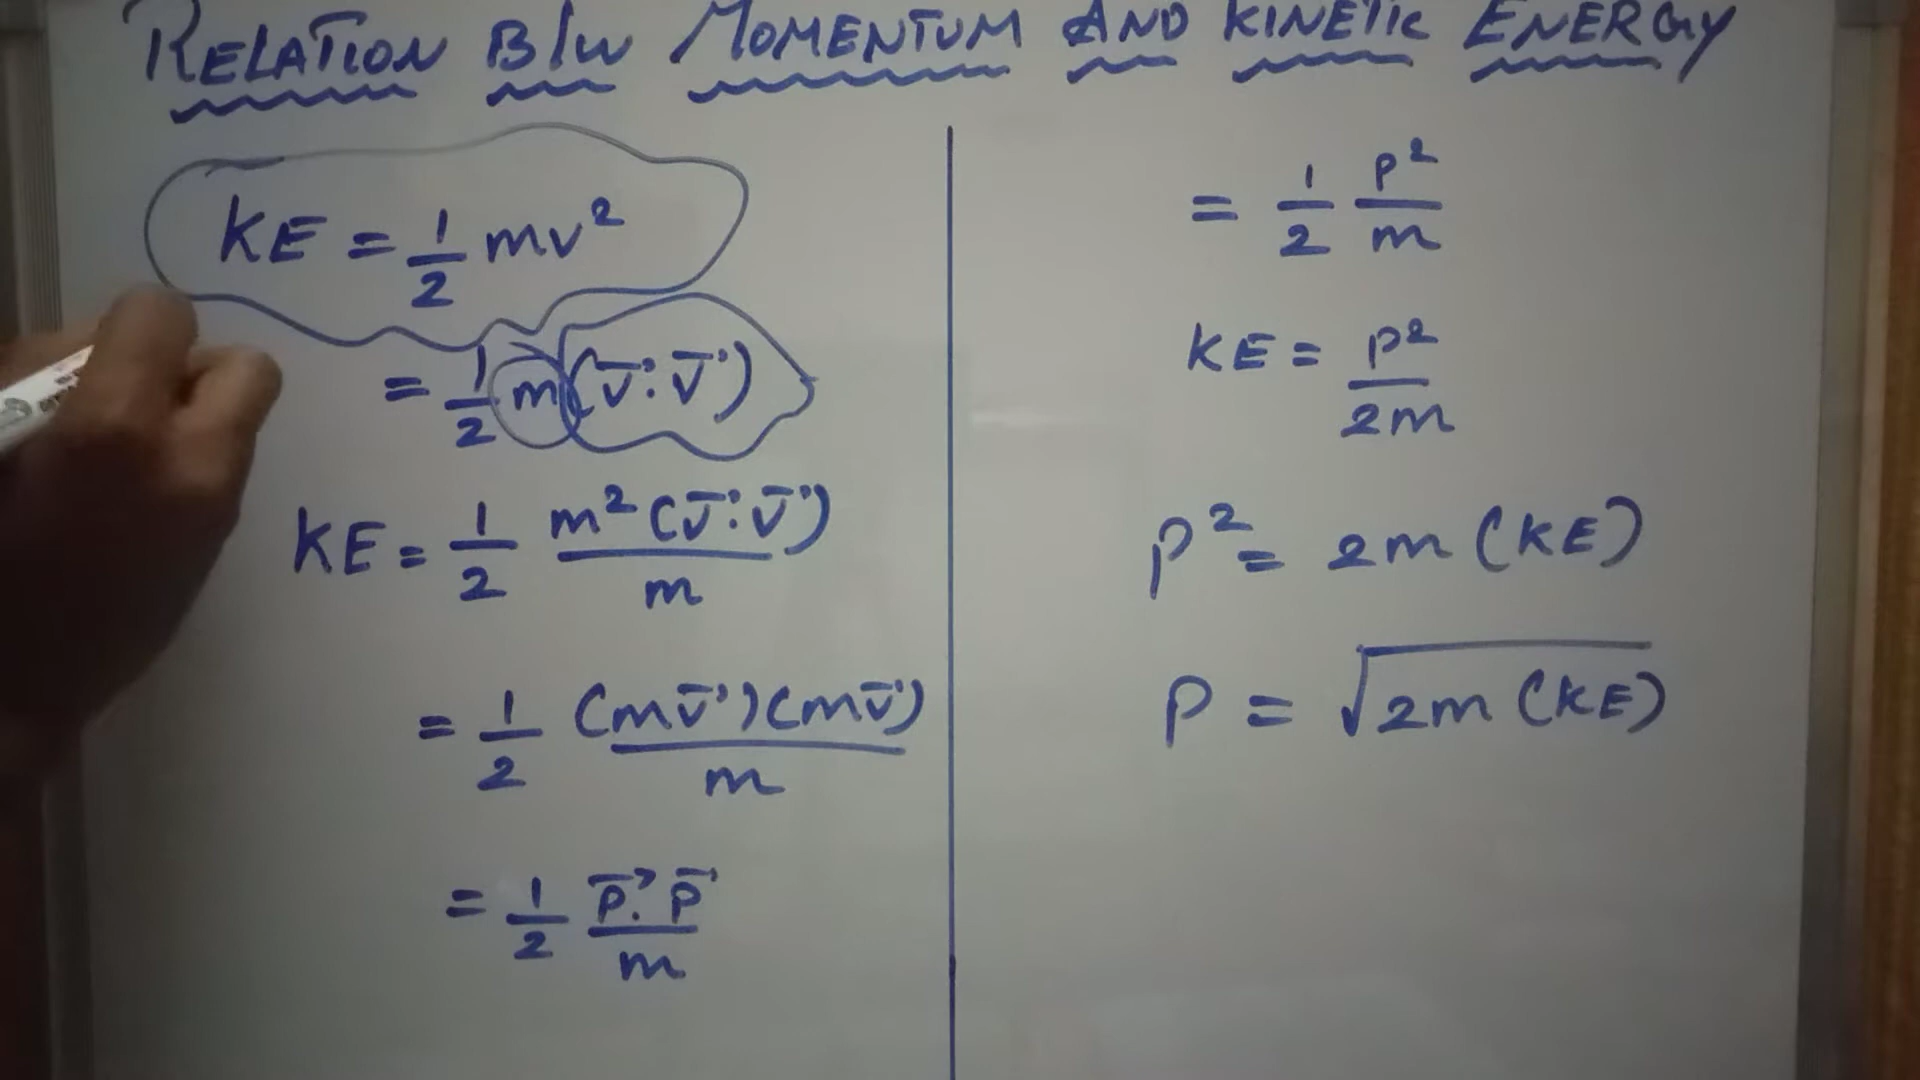 RELATION B/W MOMENTUM AND KINETIC ENERGY
KE = 1/2 mv²
= 1/2 m(v⃗·v⃗)
KE = 1/2 m²(v⃗·v⃗)/m
= 1/2 (mv⃗)(mv⃗)/m
= 1/2 p⃗·p⃗/m
= 1/2 p²/m
KE = p²/2m
p² = 2m(KE)
p = √2m(KE)